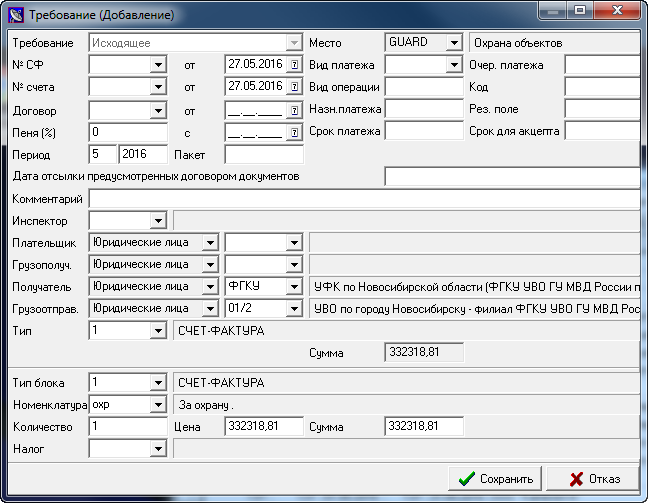 Требование (Добавление)
Требование Исходящее Место GUARD Охрана объектов
№ СФ от 27.05.2016 Вид платежа Очер. платежа
№ счета от 27.05.2016 Вид операции Код
Договор от __.__.____ Назн.платежа Рез. поле
Пеня (%) 0 с __.__.____ Срок платежа Срок для акцепта
Период 5 2016 Пакет
Дата отсылки предусмотренных договором документов
Комментарий
Инспектор
Плательщик Юридические лица
Грузополуч. Юридические лица
Получатель Юридические лица ФГКУ УФК по Новосибирской области (ФГКУ УВО ГУ МВД России п
Грузоотправ. Юридические лица 01/2 УВО по городу Новосибирску - филиал ФГКУ УВО ГУ МВД Рос
Тип 1 СЧЕТ-ФАКТУРА
Сумма 332318,81
Тип блока 1 СЧЕТ-ФАКТУРА
Номенклатура охр За охрану .
Количество 1 Цена 332318,81 Сумма 332318,81
Налог
Сохранить Отказ